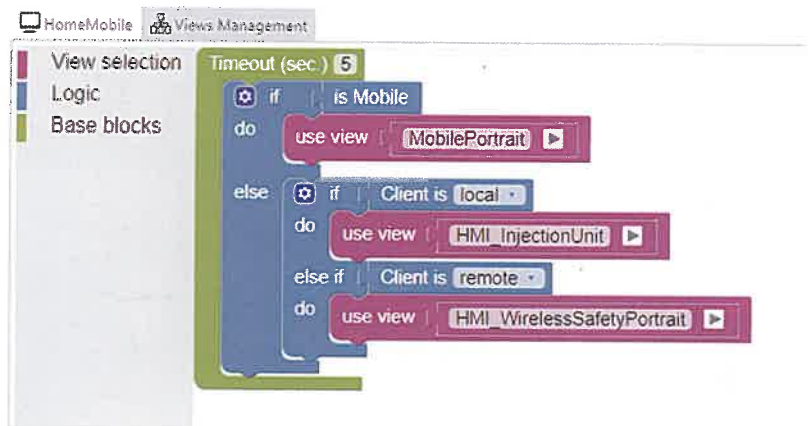 HomeMobile Views Management
View selection
Logic
Base blocks
Timeout (sec.) 5
if is Mobile
do use view MobilePortrait
else if Client is local
do use view HMI_InjectionUnit
else if Client is remote
do use view HMI_WirelessSafetyPortrait